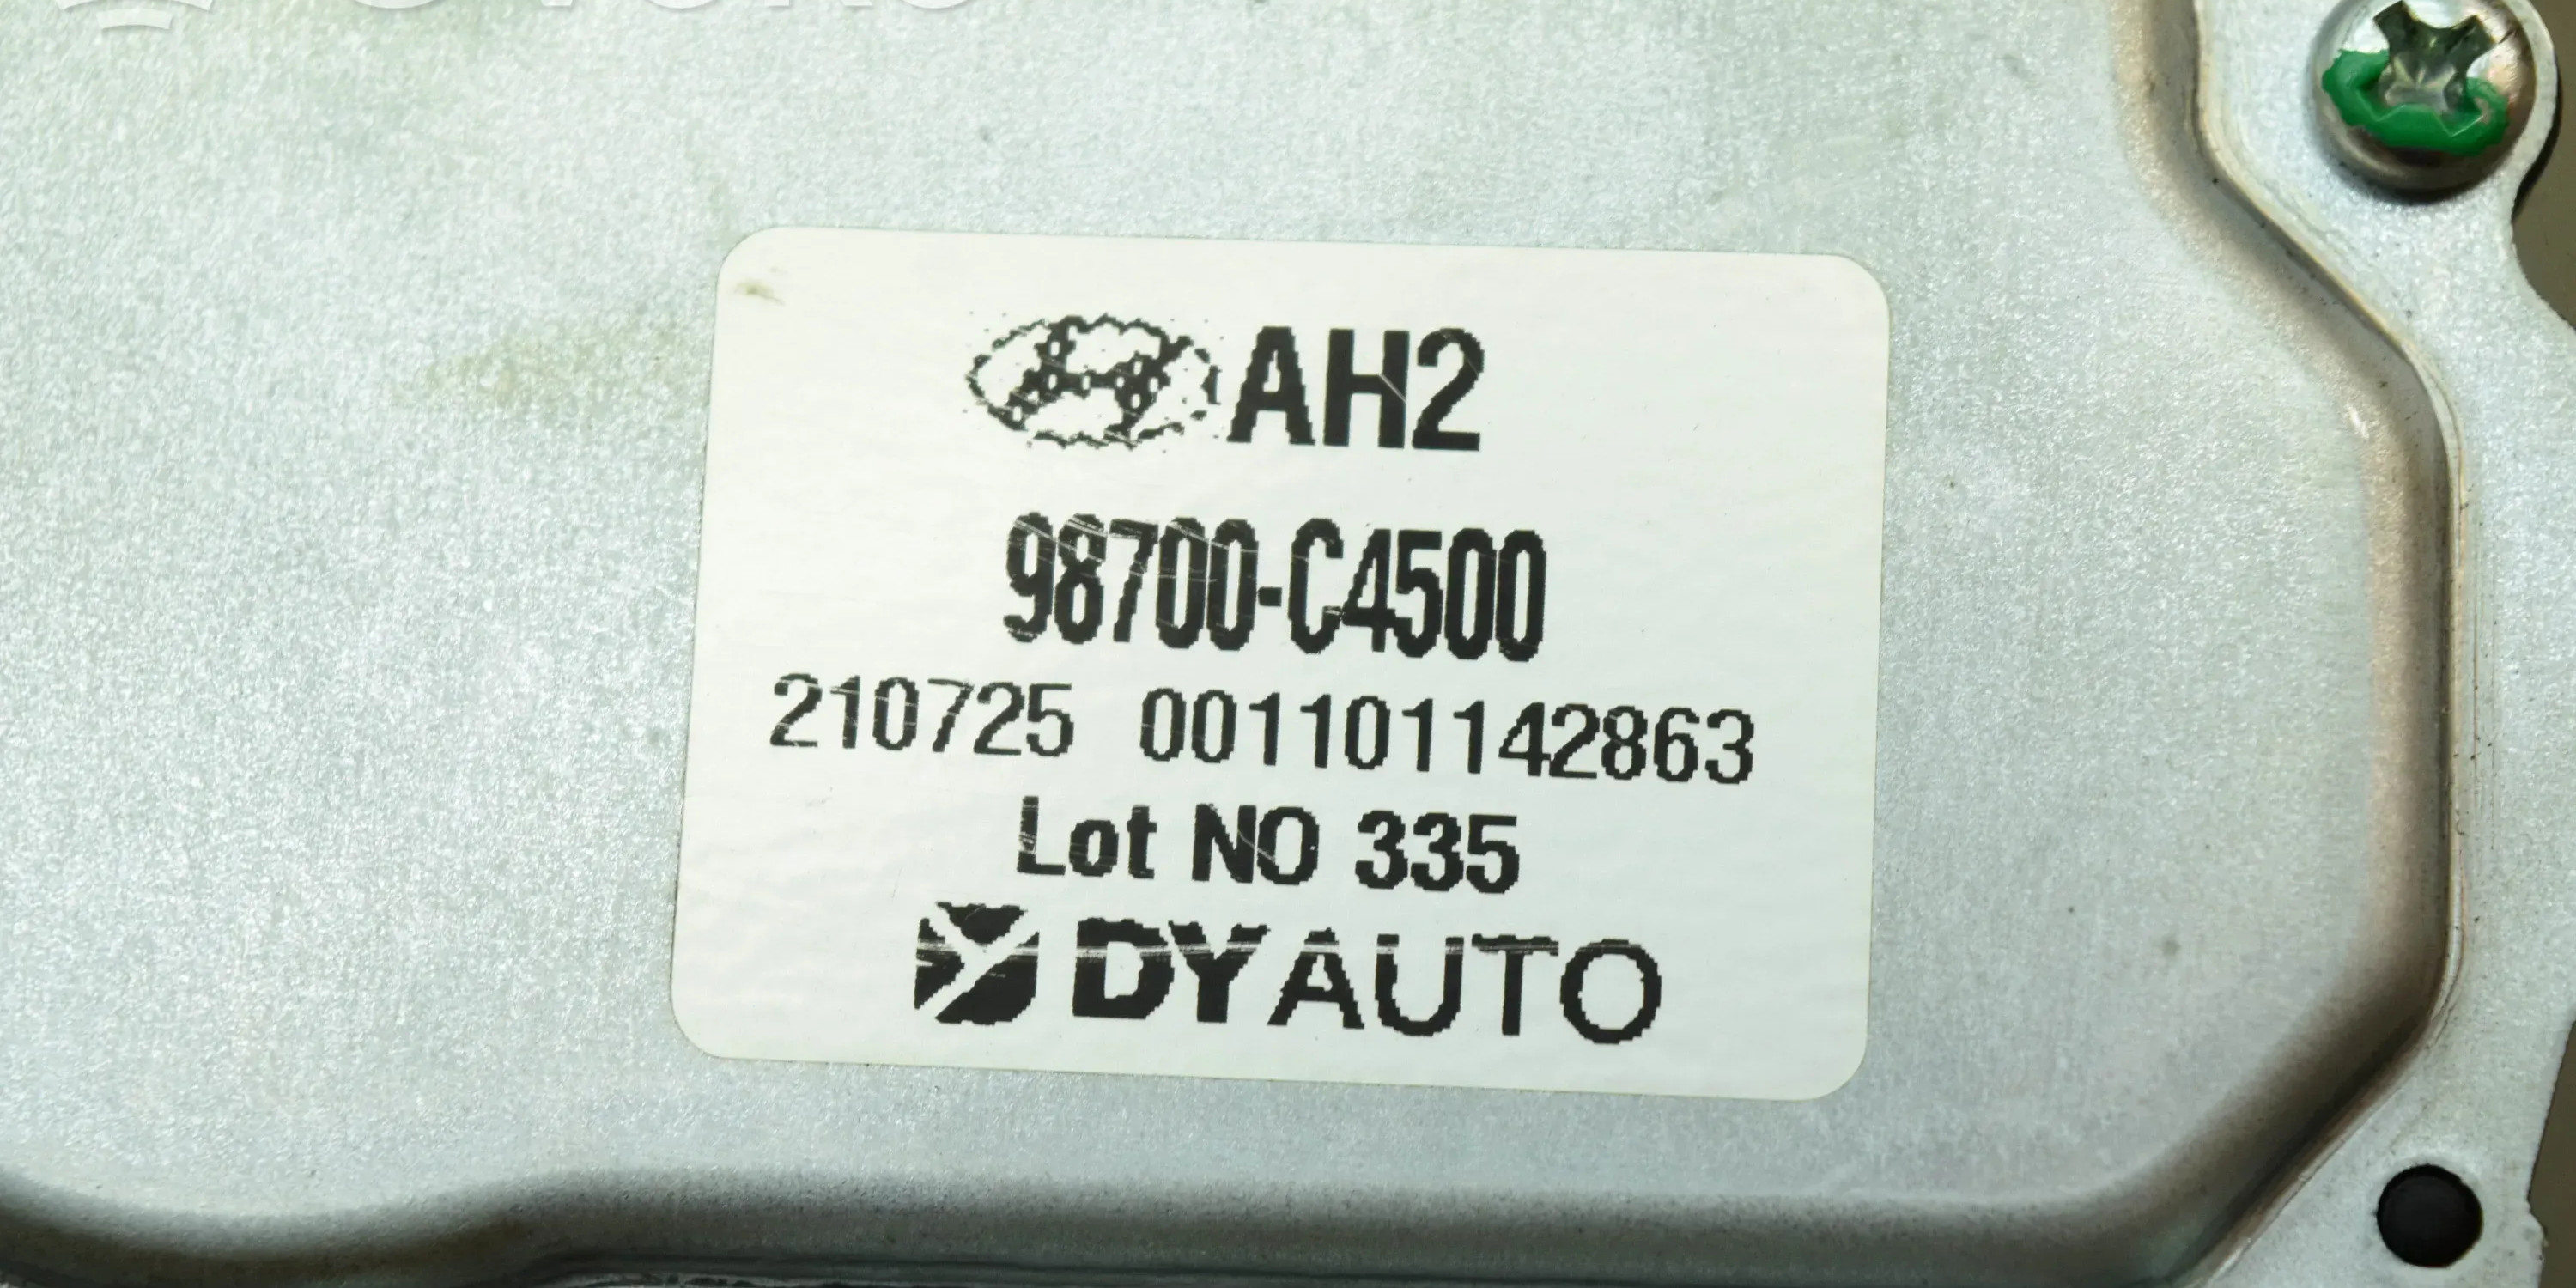 AH2
98700-C4500
210725 001101142863
Lot NO 335
DYAUTO